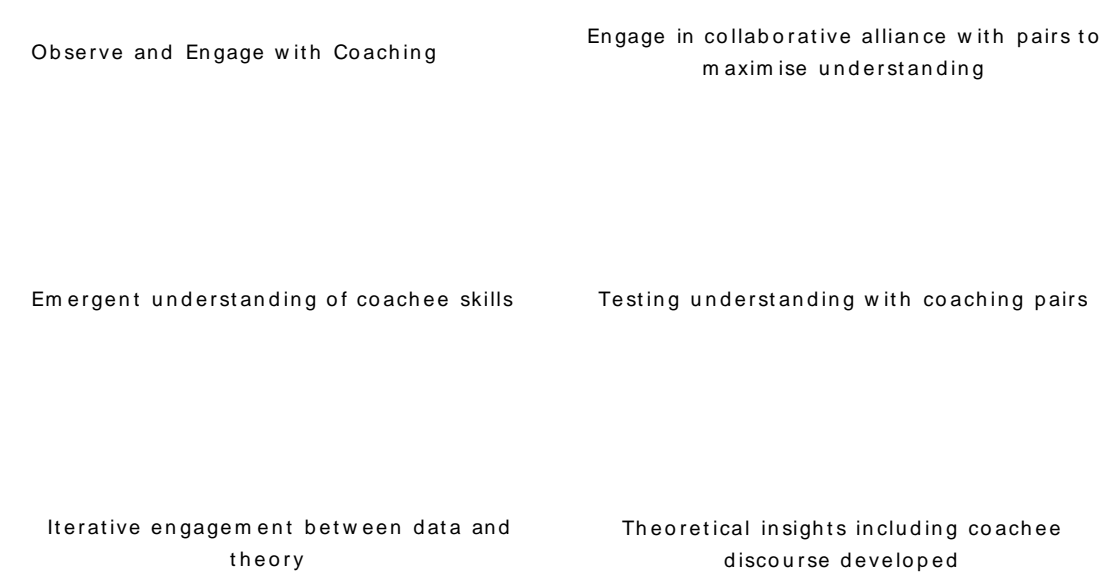 Observe and Engage with Coaching
Engage in collaborative alliance with pairs to
maximise understanding
Emergent understanding of coachee skills
Testing understanding with coaching pairs
Iterative engagement between data and
theory
Theoretical insights including coachee
discourse developed